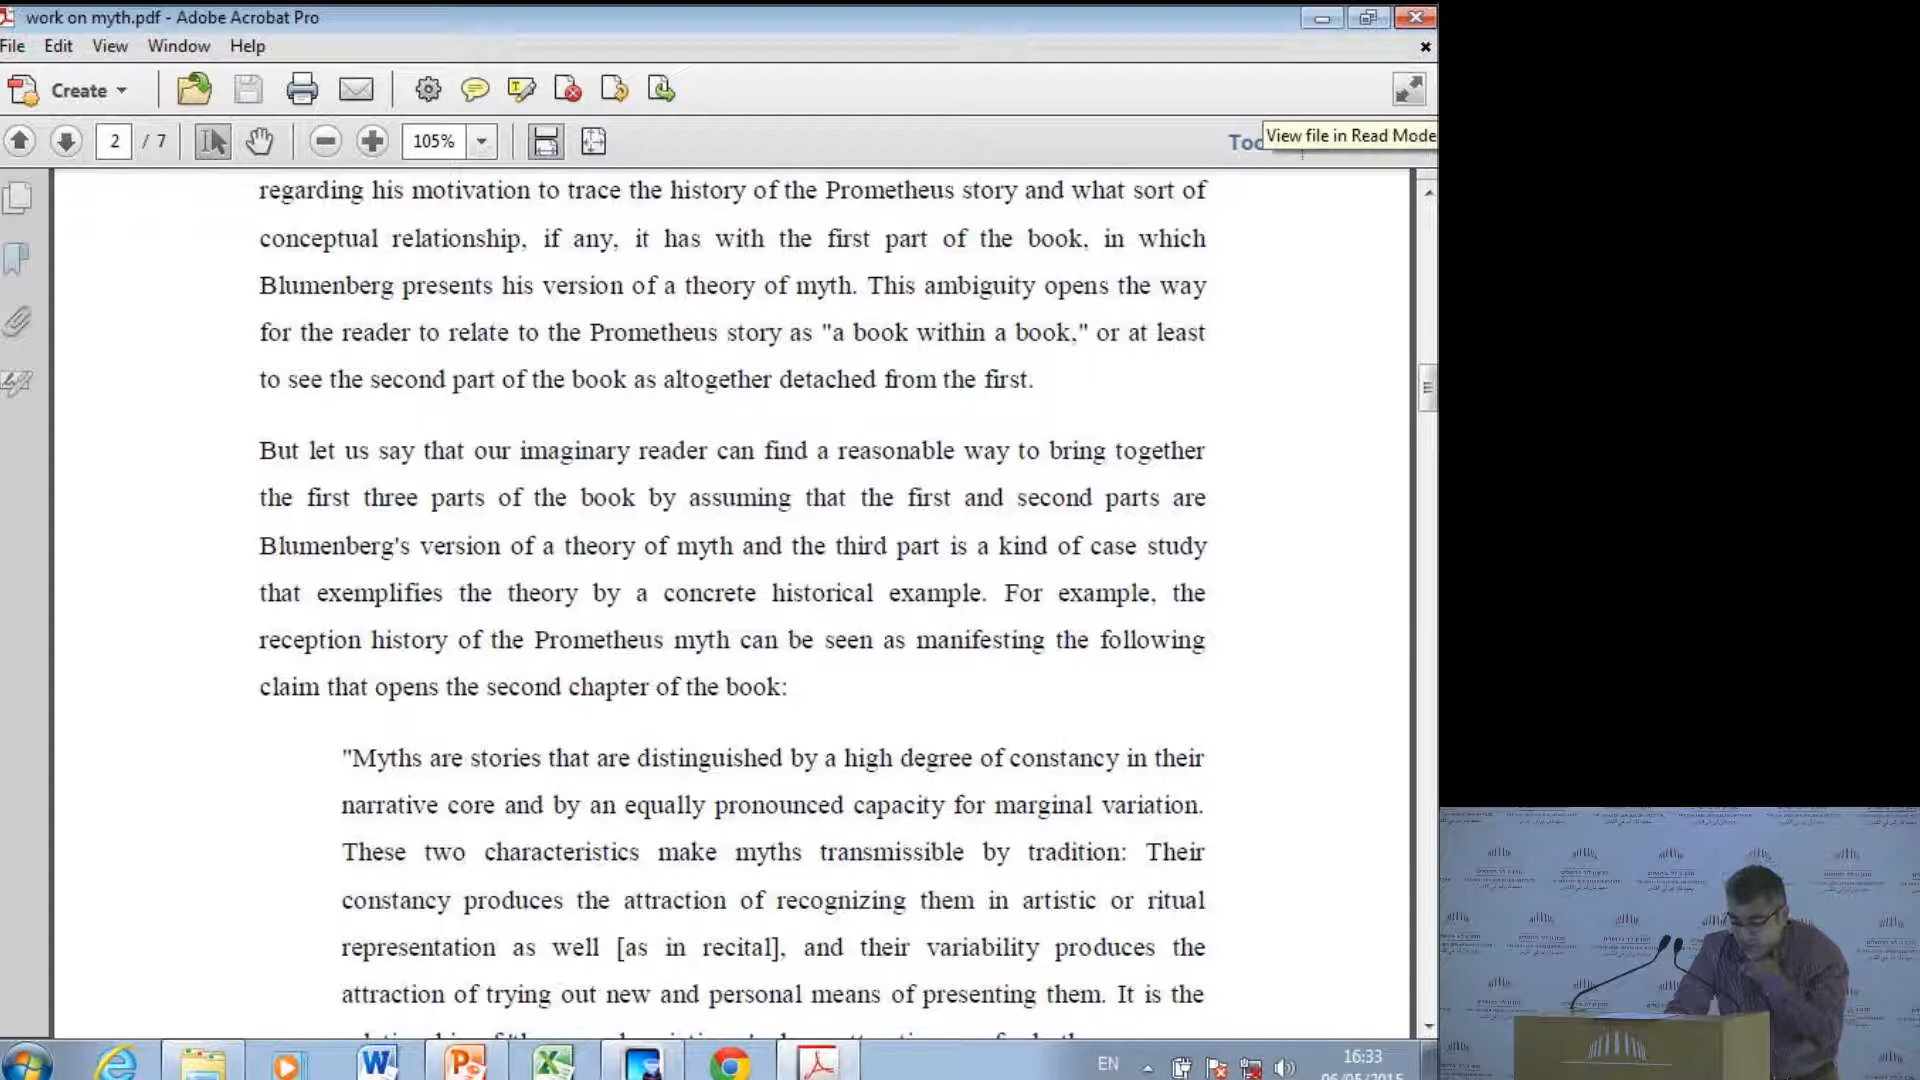 work on myth.pdf - Adobe Acrobat Pro
File Edit View Window Help
Create
2 / 7 105%
View file in Read Mode
regarding his motivation to trace the history of the Prometheus story and what sort of
conceptual relationship, if any, it has with the first part of the book, in which
Blumenberg presents his version of a theory of myth. This ambiguity opens the way
for the reader to relate to the Prometheus story as "a book within a book," or at least
to see the second part of the book as altogether detached from the first.
But let us say that our imaginary reader can find a reasonable way to bring together
the first three parts of the book by assuming that the first and second parts are
Blumenberg's version of a theory of myth and the third part is a kind of case study
that exemplifies the theory by a concrete historical example. For example, the
reception history of the Prometheus myth can be seen as manifesting the following
claim that opens the second chapter of the book:
"Myths are stories that are distinguished by a high degree of constancy in their
narrative core and by an equally pronounced capacity for marginal variation.
These two characteristics make myths transmissible by tradition: Their
constancy produces the attraction of recognizing them in artistic or ritual
representation as well [as in recital], and their variability produces the
attraction of trying out new and personal means of presenting them. It is the
EN 16:33
06/05/2015